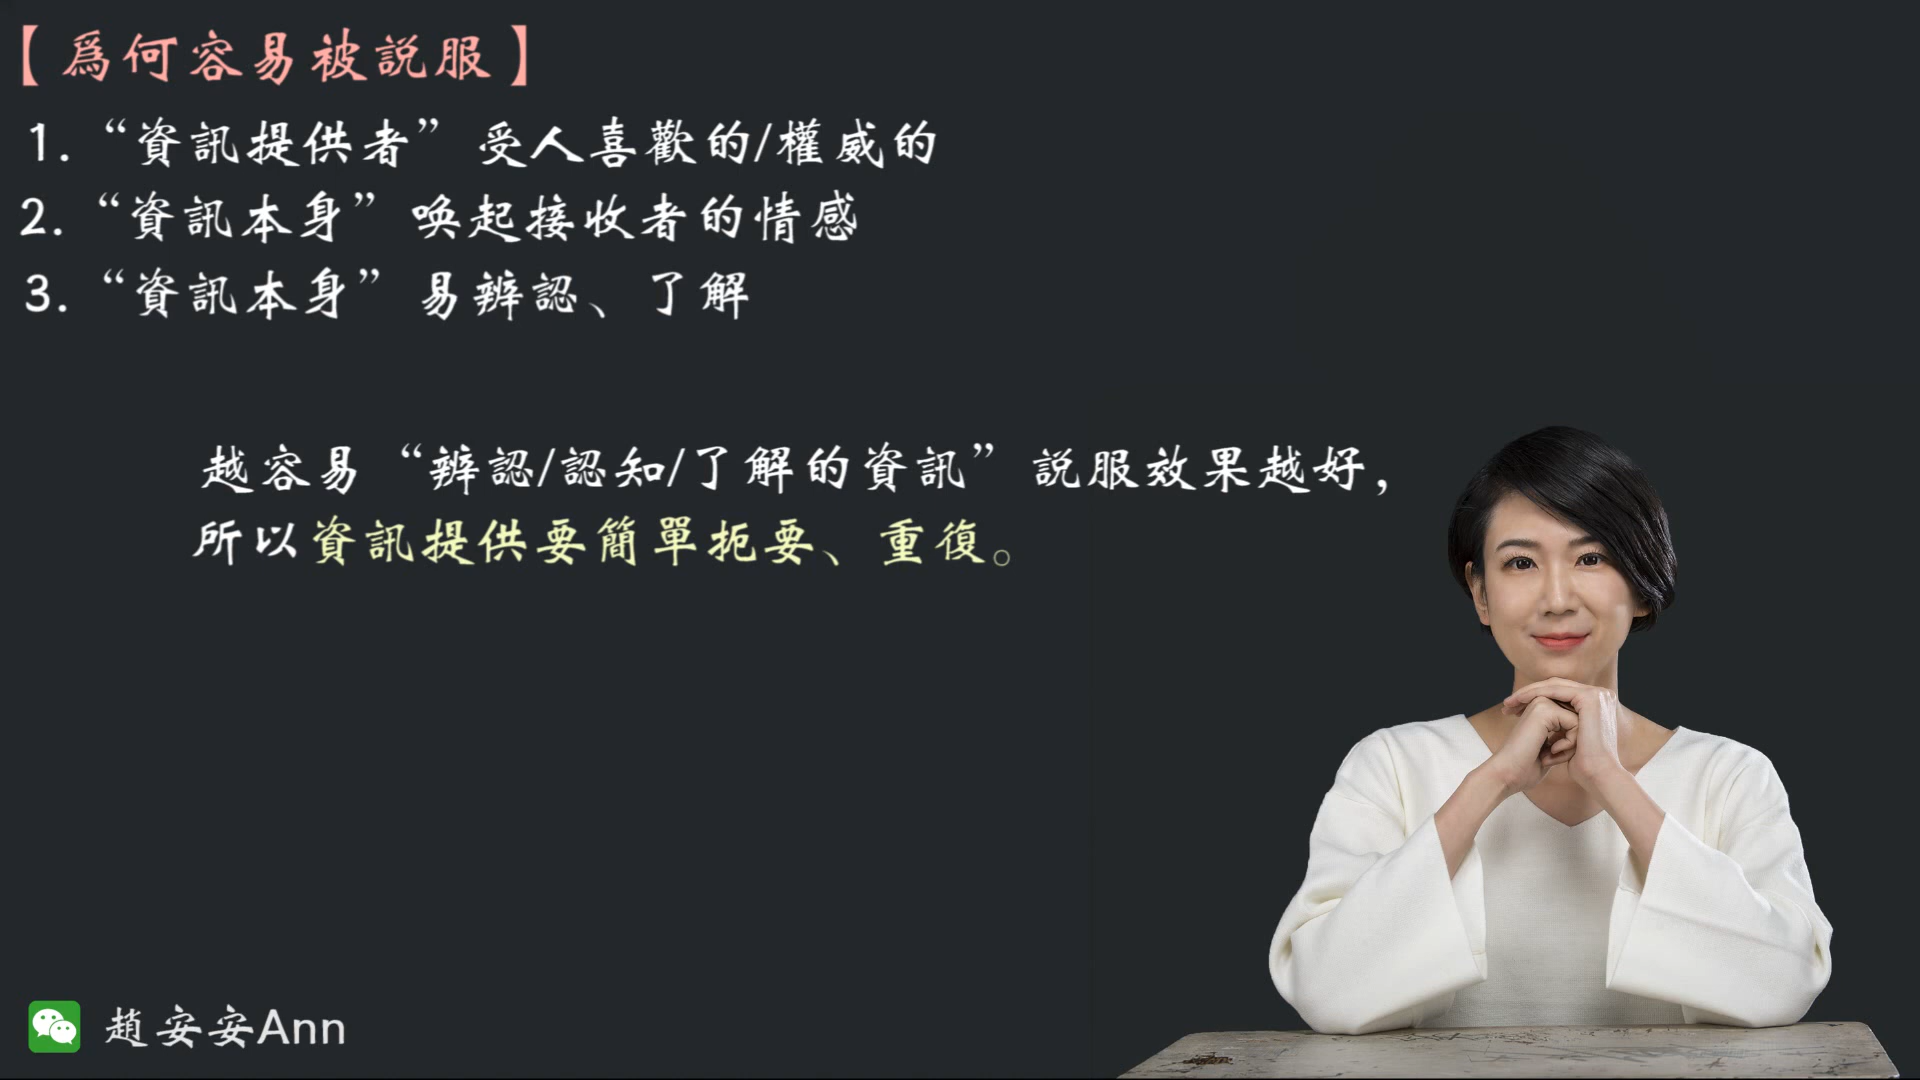 【為何容易被説服】
1. “資訊提供者” 受人喜歡的/權威的
2. “資訊本身” 喚起接收者的情感
3. “資訊本身” 易辨認、了解
越容易 “辨認/認知/了解的資訊” 説服效果越好,
所以資訊提供要簡單扼要、重復。
趙安安Ann